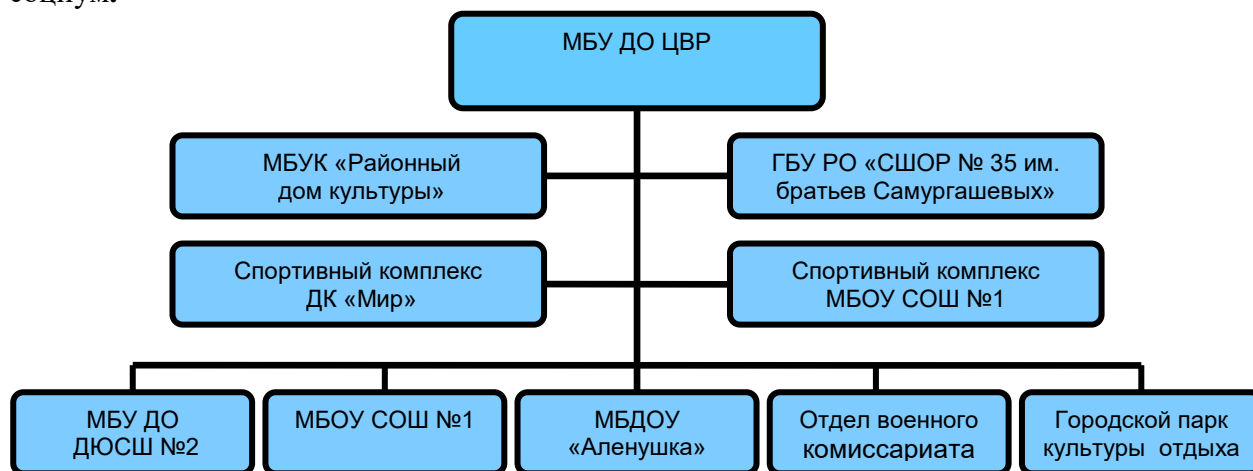 социум.
МБУ ДО ЦВР
МБУК «Районный
дом культуры»
ГБУ РО «СШОР № 35 им.
братьев Самургашевых»
Спортивный комплекс
ДК «Мир»
Спортивный комплекс
МБОУ СОШ №1
МБУ ДО
ДЮСШ №2
МБОУ СОШ №1
МБДОУ
«Аленушка»
Отдел военного
комиссариата
Городской парк
культуры отдыха